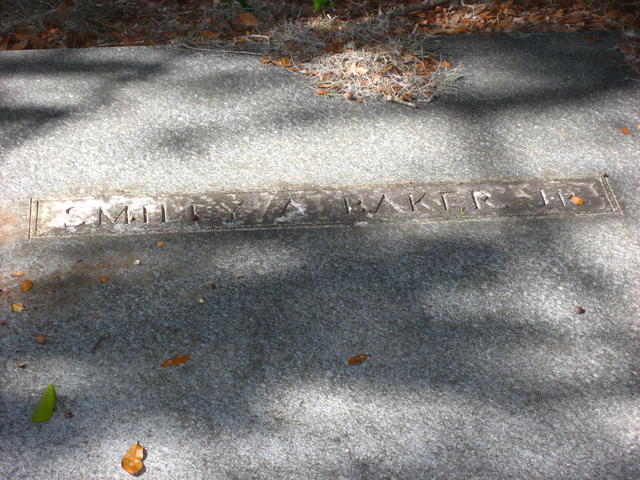 SMILEY A. BAKER, JR.